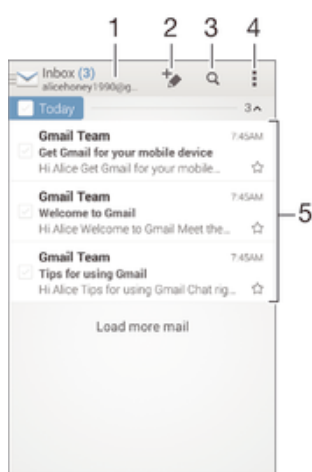 1 2 3 4
Inbox (3)
alicehoney1990@g...
Today 3
Gmail Team 7:45AM
Get Gmail for your mobile device
Hi Alice Get Gmail for your mobile...
Gmail Team 7:45AM
Welcome to Gmail
Hi Alice Welcome to Gmail Meet the...
5
Gmail Team 7:45AM
Tips for using Gmail
Hi Alice Tips for using Gmail Chat rig...
Load more mail